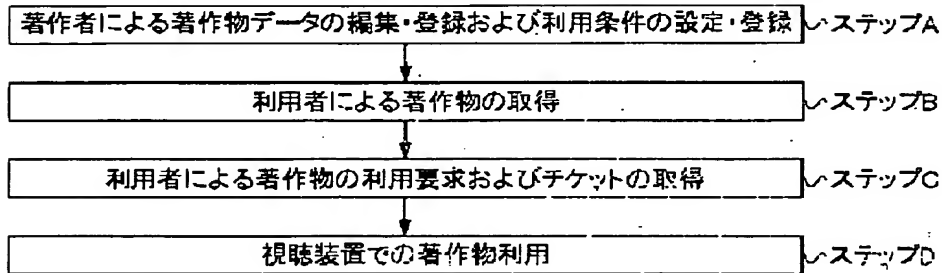 著作者による著作物データの編集・登録および利用条件の設定・登録 ステップA
利用者による著作物の取得 ステップB
利用者による著作物の利用要求およびチケットの取得 ステップC
視聴装置での著作物利用 ステップD